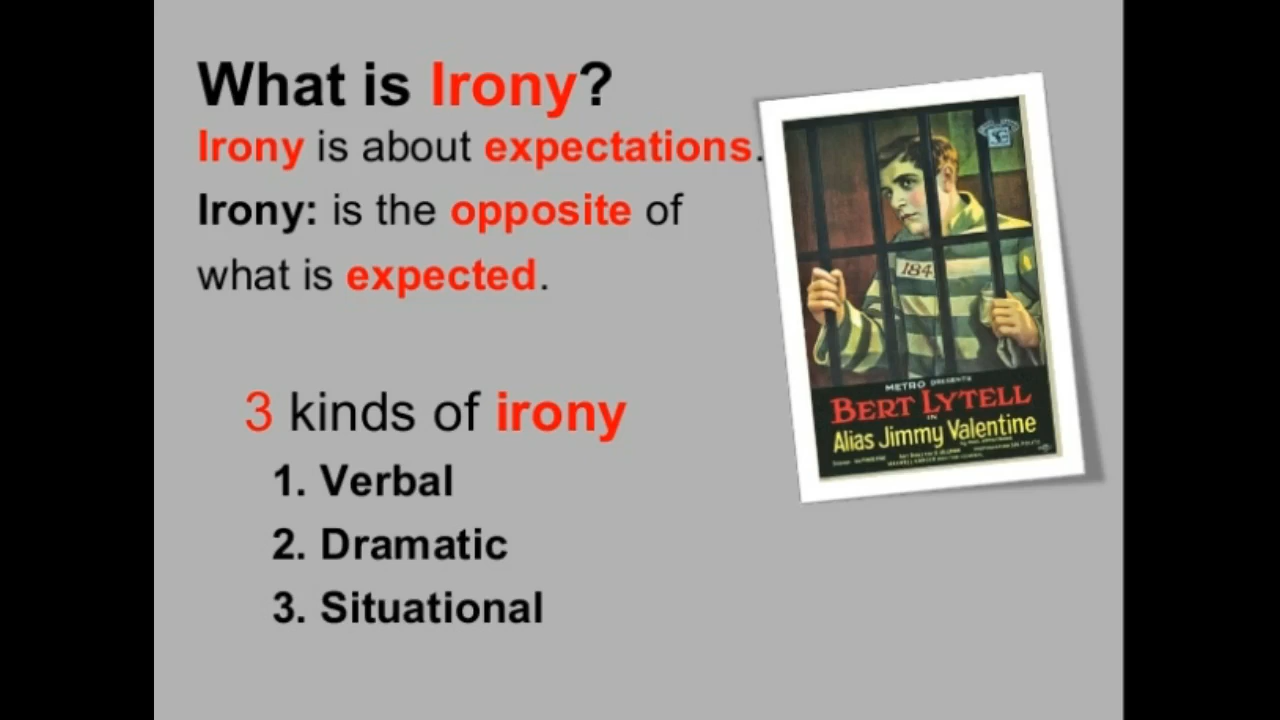 What is Irony?
Irony is about expectations.
Irony: is the opposite of
what is expected.
3 kinds of irony
1. Verbal
2. Dramatic
3. Situational
184
METRO PRESENTS
BERT LYTELL
IN
Alias Jimmy Valentine